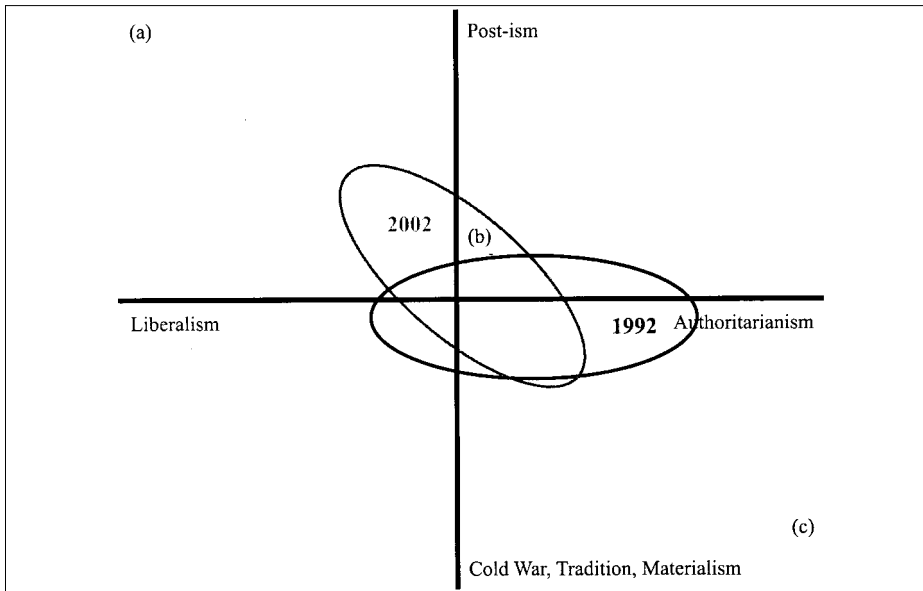 (a)
Post-ism
2002
(b)
Liberalism
1992
Authoritarianism
(c)
Cold War, Tradition, Materialism